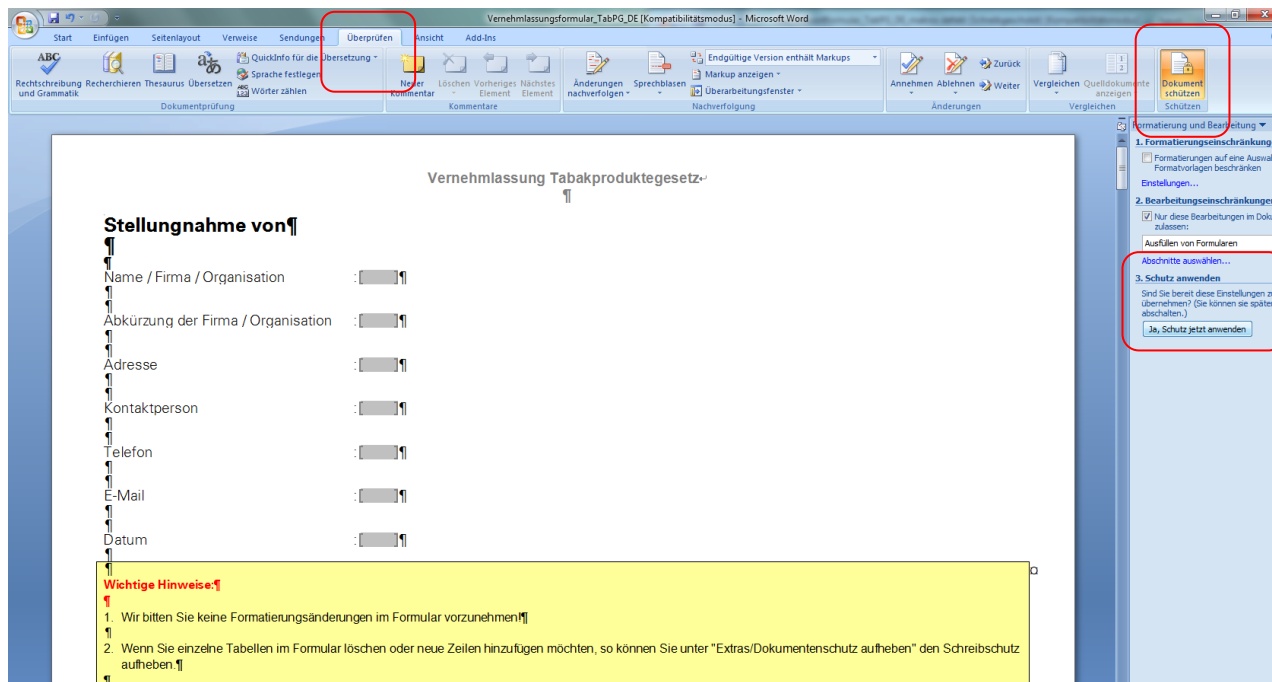 Vernehmlassungsformular_TabPG_DE [Kompatibilitätsmodus] - Microsoft Word
Start Einfügen Seitenlayout Verweise Sendungen Überprüfen Ansicht Add-Ins
ABC
Rechtschreibung und Grammatik
Recherchieren
Thesaurus
Übersetzen
QuickInfo für die Übersetzung
Sprache festlegen
Wörter zählen
Dokumentprüfung
Neuer Kommentar
Löschen
Vorheriges Element
Nächstes Element
Kommentare
Änderungen nachverfolgen
Sprechblasen
Endgültige Version enthält Markups
Markup anzeigen
Überarbeitungsfenster
Nachverfolgung
Annehmen
Ablehnen
Zurück
Weiter
Änderungen
Vergleichen
Quelldokumente anzeigen
Vergleichen
Dokument schützen
Schützen
Vernehmlassung Tabakproduktegesetz↵
¶
Stellungnahme von¶
¶
¶
Name / Firma / Organisation : [ ]¶
¶
¶
Abkürzung der Firma / Organisation : [ ]¶
¶
¶
Adresse : [ ]¶
¶
¶
Kontaktperson : [ ]¶
¶
¶
Telefon : [ ]¶
¶
¶
E-Mail : [ ]¶
¶
¶
Datum : [ ]¶
¶
¶
Wichtige Hinweise:¶
¶
1. Wir bitten Sie keine Formatierungsänderungen im Formular vorzunehmen!¶
¶
2. Wenn Sie einzelne Tabellen im Formular löschen oder neue Zeilen hinzufügen möchten, so können Sie unter "Extras/Dokumentenschutz aufheben" den Schreibschutz
aufheben.¶
¶
Formatierung und Bearbeitung
1. Formatierungseinschränkung
Formatierungen auf eine Auswa
Formatvorlagen beschränken
Einstellungen...
2. Bearbeitungseinschränkungen
Nur diese Bearbeitungen im Doku
zulassen:
Ausfüllen von Formularen
Abschnitte auswählen...
3. Schutz anwenden
Sind Sie bereit diese Einstellungen z
übernehmen? (Sie können sie später
abschalten.)
Ja, Schutz jetzt anwenden